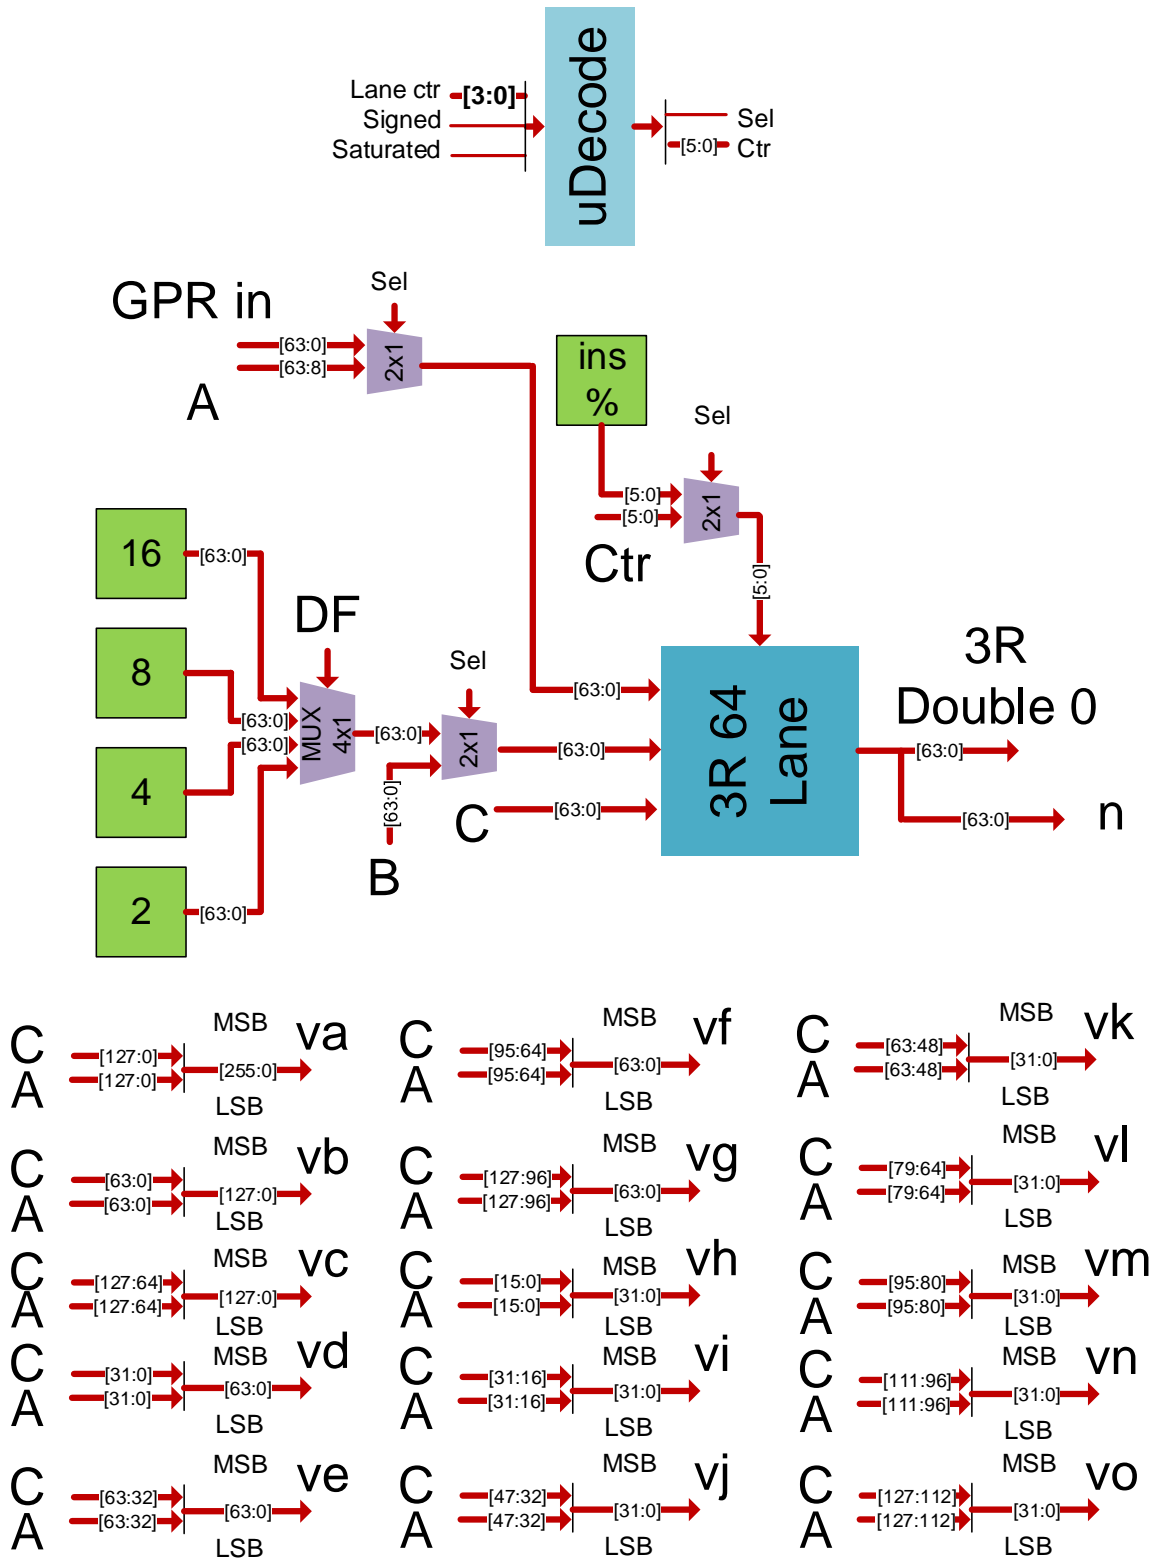 Lane ctr
[3:0]
Signed
Saturated
uDecode
Sel
[5:0]
Ctr
GPR in
Sel
[63:0]
[63:8]
2x1
A
ins
%
Sel
[5:0]
[5:0]
2x1
Ctr
[5:0]
16
[63:0]
8
[63:0]
4
[63:0]
2
[63:0]
DF
MUX
4x1
[63:0]
Sel
2x1
[63:0]
B
[63:0]
[63:0]
C
[63:0]
3R 64
Lane
3R
Double 0
[63:0]
[63:0]
n
C
A
[127:0]
[127:0]
MSB
[255:0]
LSB
va
C
A
[95:64]
[95:64]
MSB
[63:0]
LSB
vf
C
A
[63:48]
[63:48]
MSB
[31:0]
LSB
vk
C
A
[63:0]
[63:0]
MSB
[127:0]
LSB
vb
C
A
[127:96]
[127:96]
MSB
[63:0]
LSB
vg
C
A
[79:64]
[79:64]
MSB
[31:0]
LSB
vl
C
A
[127:64]
[127:64]
MSB
[127:0]
LSB
vc
C
A
[15:0]
[15:0]
MSB
[31:0]
LSB
vh
C
A
[95:80]
[95:80]
MSB
[31:0]
LSB
vm
C
A
[31:0]
[31:0]
MSB
[63:0]
LSB
vd
C
A
[31:16]
[31:16]
MSB
[31:0]
LSB
vi
C
A
[111:96]
[111:96]
MSB
[31:0]
LSB
vn
C
A
[63:32]
[63:32]
MSB
[63:0]
LSB
ve
C
A
[47:32]
[47:32]
MSB
[31:0]
LSB
vj
C
A
[127:112]
[127:112]
MSB
[31:0]
LSB
vo